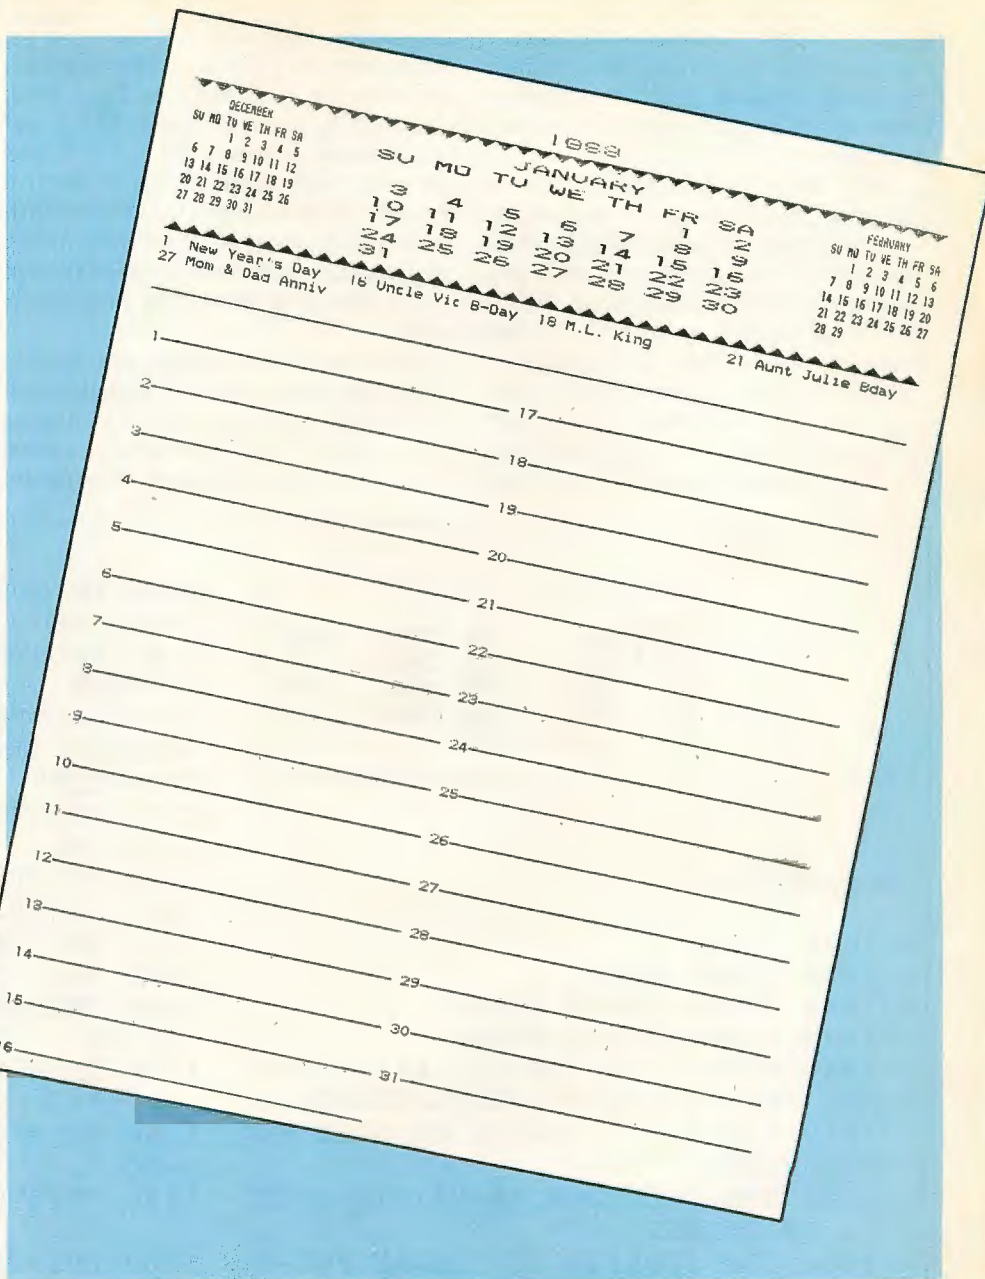 1988
DECEMBER
SU MO TU WE TH FR SA
1 2 3 4 5
6 7 8 9 10 11 12
13 14 15 16 17 18 19
20 21 22 23 24 25 26
27 28 29 30 31
JANUARY
SU MO TU WE TH FR SA
1 2
3 4 5 6 7 8 9
10 11 12 13 14 15 16
17 18 19 20 21 22 23
24 25 26 27 28 29 30
31
FEBRUARY
SU MO TU WE TH FR SA
1 2 3 4 5 6
7 8 9 10 11 12 13
14 15 16 17 18 19 20
21 22 23 24 25 26 27
28 29
1 New Year's Day 16 Uncle Vic B-Day 18 M.L. King 21 Aunt Julie Bday
27 Mom & Dad Anniv
1
2
3
4
5
6
7
8
9
10
11
12
13
14
15
16
17
18
19
20
21
22
23
24
25
26
27
28
29
30
31